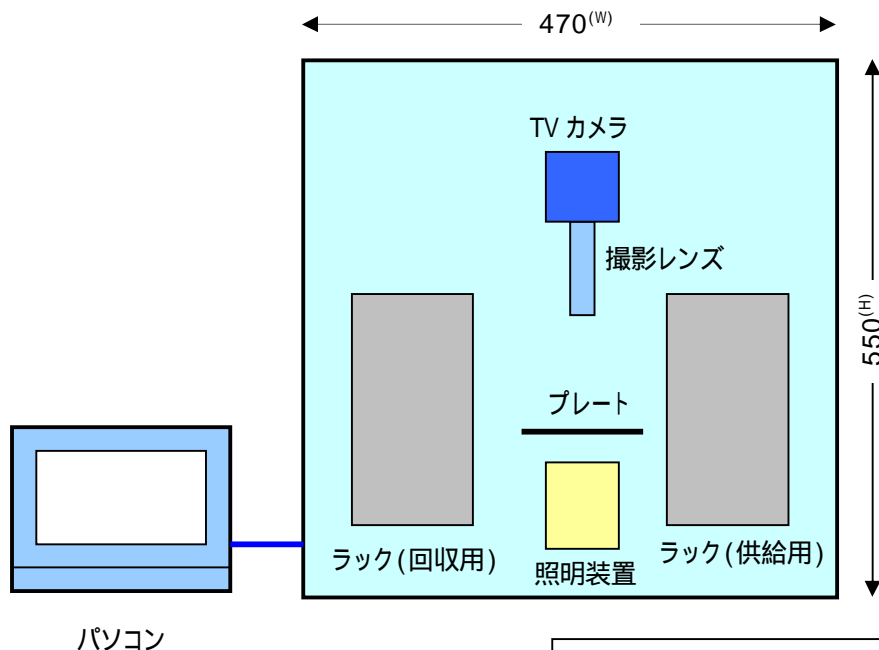 470(W)
TV カメラ
撮影レンズ
550(H)
プレート
ラック(回収用)
照明装置
ラック(供給用)
パソコン